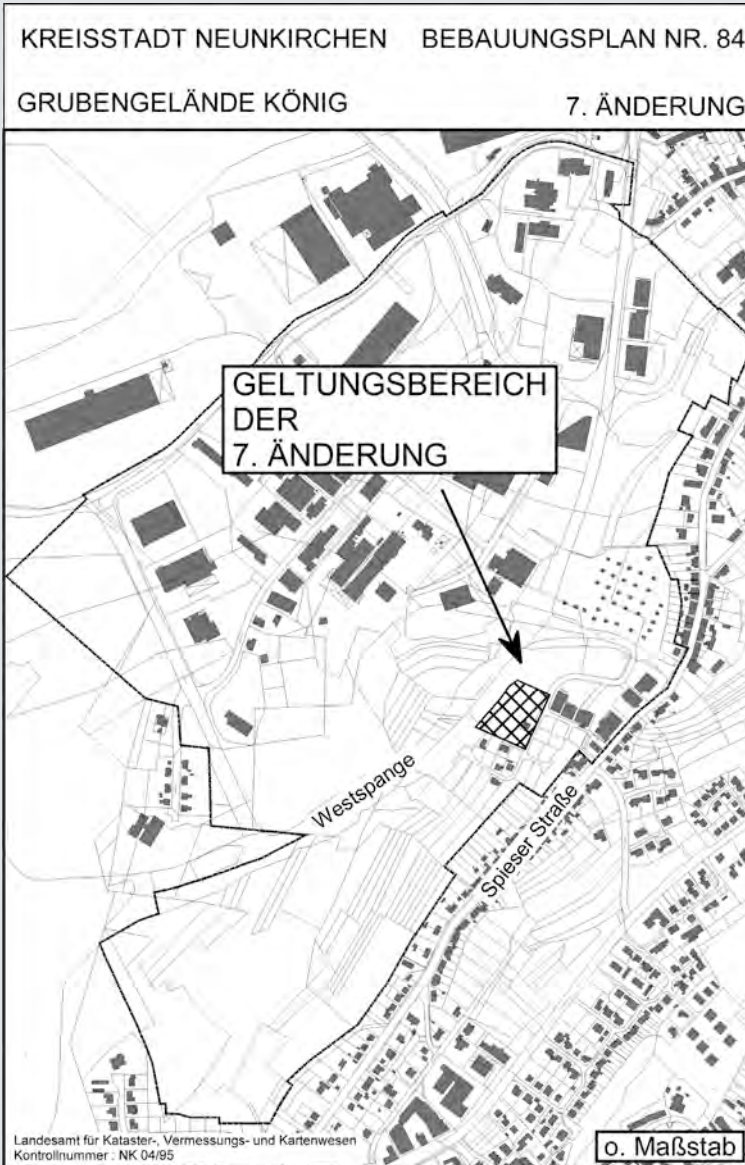 KREISSTADT NEUNKIRCHEN BEBAUUNGSPLAN NR. 84
GRUBENGELÄNDE KÖNIG 7. ÄNDERUNG
GELTUNGSBEREICH
DER
7. ÄNDERUNG
Westspange
Spieser Straße
Landesamt für Kataster-, Vermessungs- und Kartenwesen
Kontrollnummer : NK 04/95
o. Maßstab